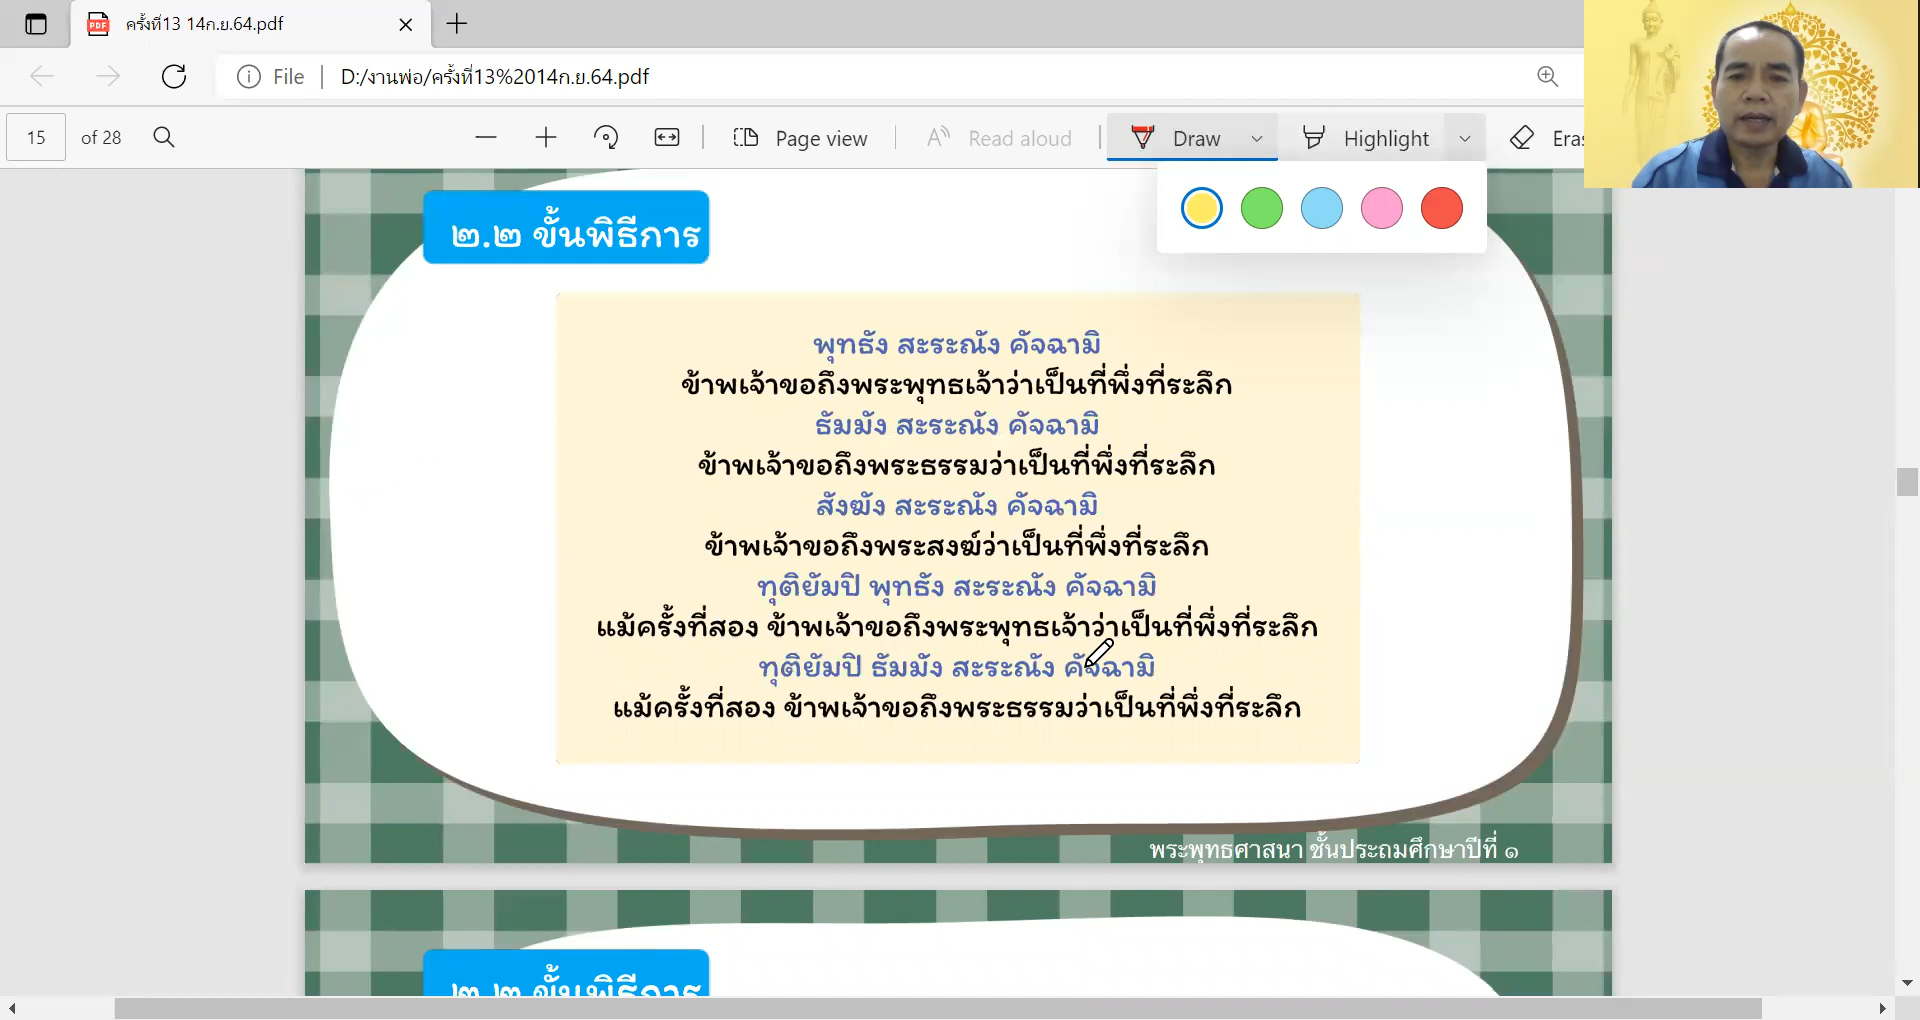 ครั้งที่13 14ก.ย.64.pdf
File
D:/งานพ่อ/ครั้งที่13%2014ก.ย.64.pdf
15 of 28
Page view
Read aloud
Draw
Highlight
Eras
๒.๒ ขั้นพิธีการ
พุทธัง สะระณัง คัจฉามิ
ข้าพเจ้าขอถึงพระพุทธเจ้าว่าเป็นที่พึ่งที่ระลึก
ธัมมัง สะระณัง คัจฉามิ
ข้าพเจ้าขอถึงพระธรรมว่าเป็นที่พึ่งที่ระลึก
สังฆัง สะระณัง คัจฉามิ
ข้าพเจ้าขอถึงพระสงฆ์ว่าเป็นที่พึ่งที่ระลึก
ทุติยัมปิ พุทธัง สะระณัง คัจฉามิ
แม้ครั้งที่สอง ข้าพเจ้าขอถึงพระพุทธเจ้าว่าเป็นที่พึ่งที่ระลึก
ทุติยัมปิ ธัมมัง สะระณัง คัจฉามิ
แม้ครั้งที่สอง ข้าพเจ้าขอถึงพระธรรมว่าเป็นที่พึ่งที่ระลึก
พระพุทธศาสนา ชั้นประถมศึกษาปีที่ ๑
๒.๒ ขั้นพิธีการ